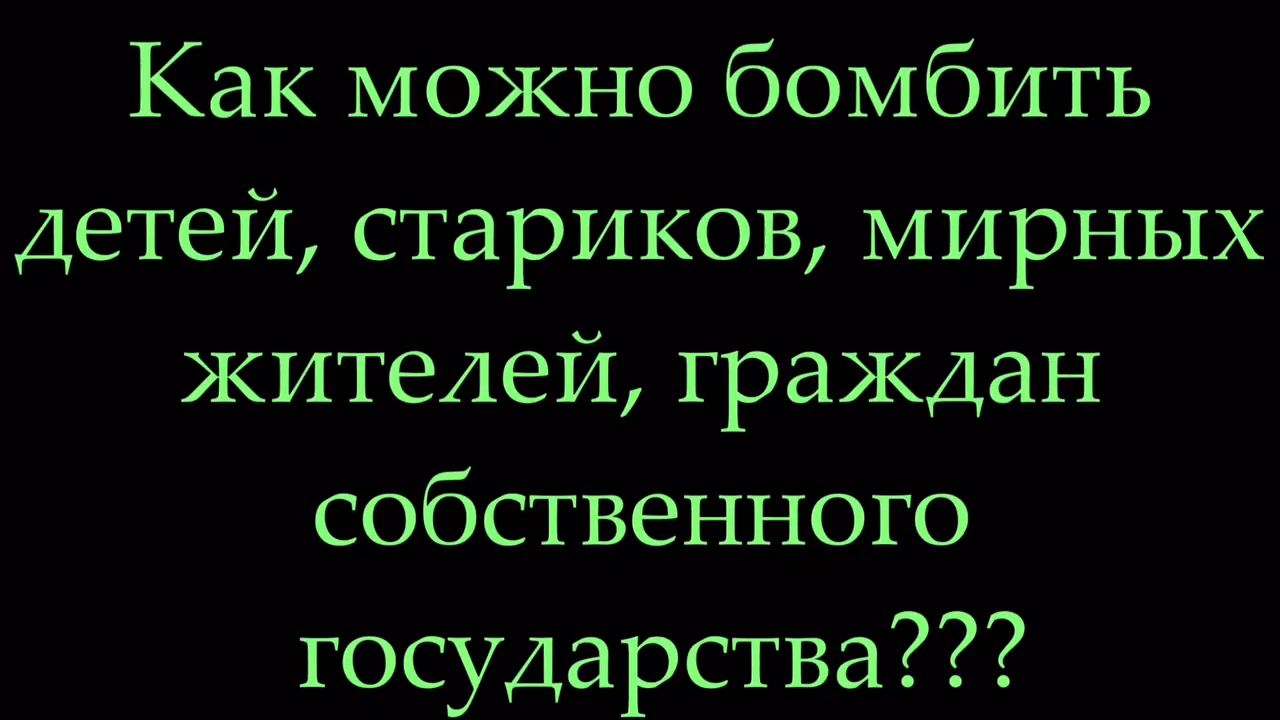 Как можно бомбить
детей, стариков, мирных
жителей, граждан
собственного
государства???